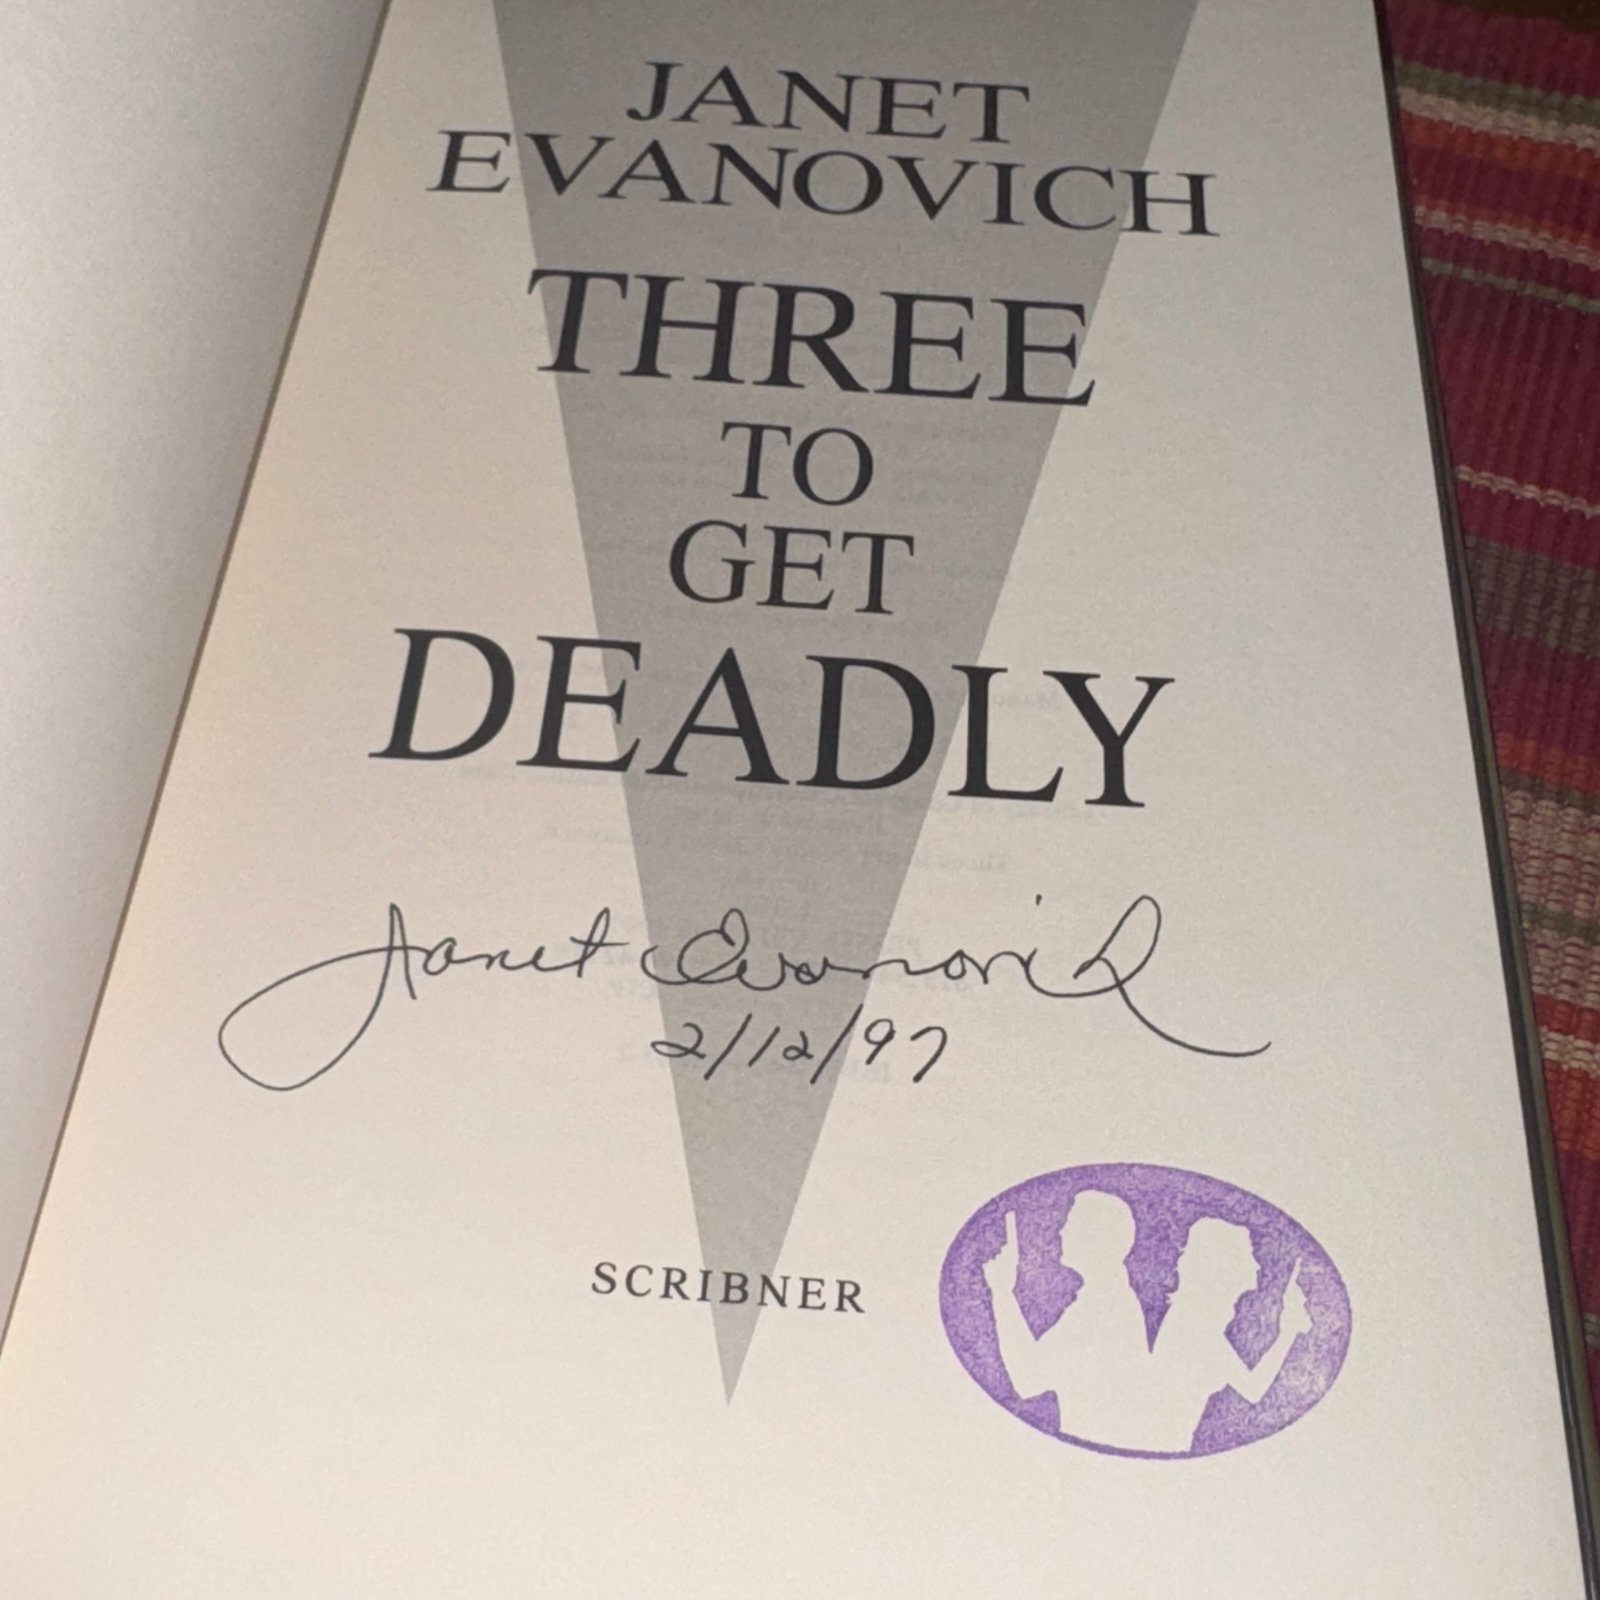 JANET
EVANOVICH
THREE
TO
GET
DEADLY
Janet Evanovich
2/12/97
SCRIBNER